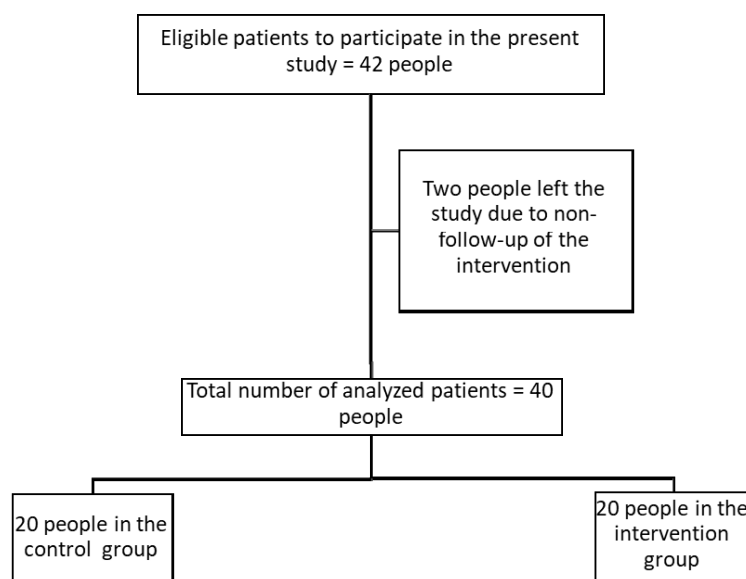 Eligible patients to participate in the present
study = 42 people
Two people left the
study due to non-
follow-up of the
intervention
Total number of analyzed patients = 40
people
20 people in the
control group
20 people in the
intervention
group